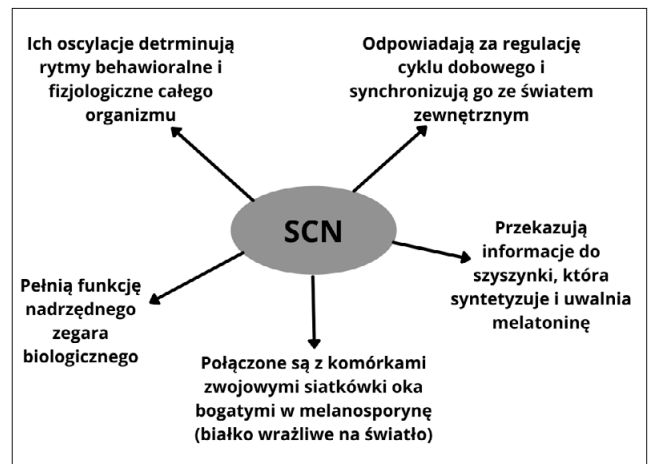 Ich oscylacje detrminują
rytmy behawioralne i
fizjologiczne całego
organizmu
Odpowiadają za regulację
cyklu dobowego i
synchronizują go ze światem
zewnętrznym
SCN
Przekazują
informacje do
szyszynki, która
syntetyzuje i uwalnia
melatoninę
Pełnią funkcję
nadrzędnego
zegara
biologicznego
Połączone są z komórkami
zwojowymi siatkówki oka
bogatymi w melanosporynę
(białko wrażliwe na światło)